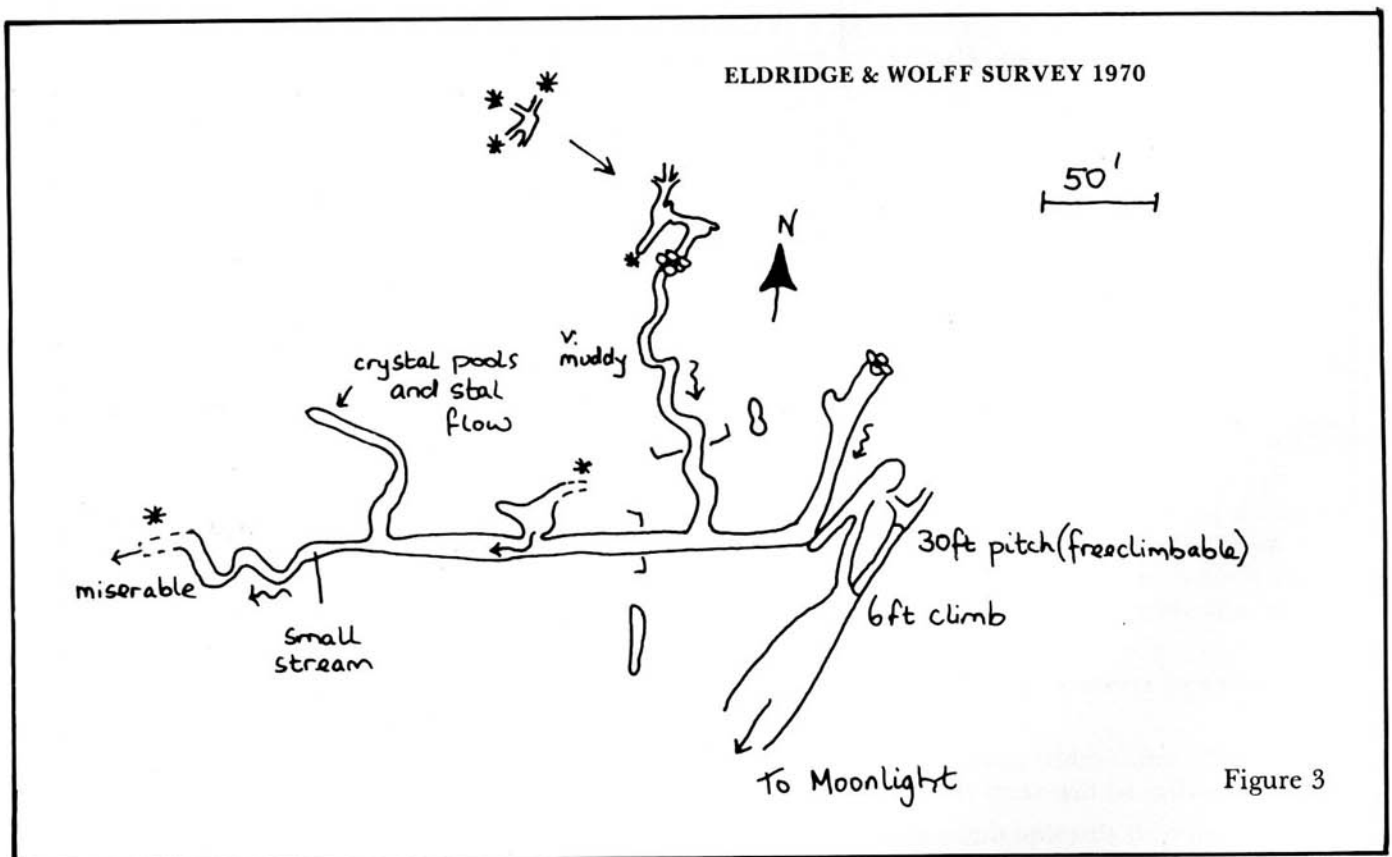 ELDRIDGE & WOLFF SURVEY 1970
50'
N
v.
muddy
crystal pools
and stal
flow
30ft pitch (freeclimbable)
miserable
6ft climb
small
stream
To Moonlight
Figure 3